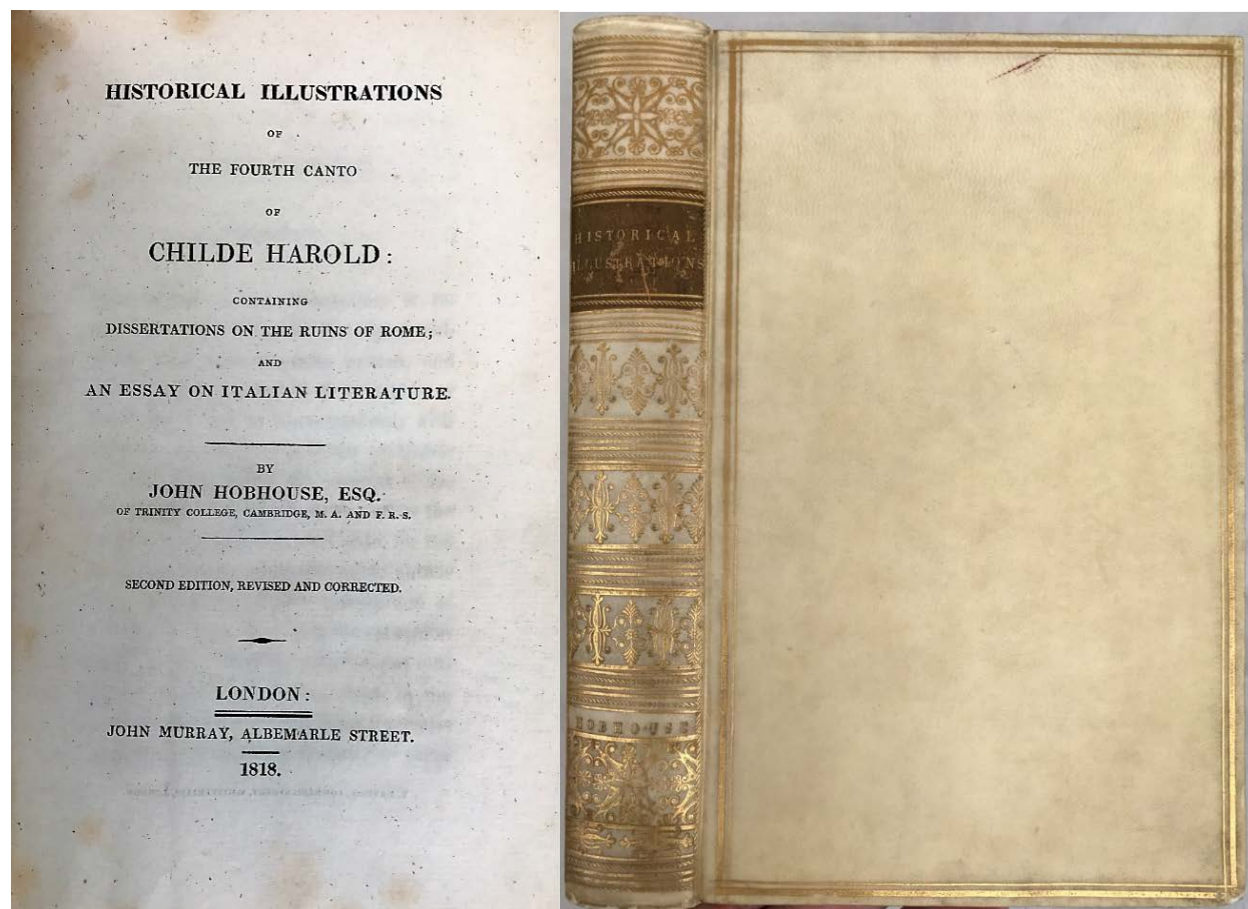 HISTORICAL ILLUSTRATIONS
OF
THE FOURTH CANTO
OF
CHILDE HAROLD:
CONTAINING
DISSERTATIONS ON THE RUINS OF ROME;
AND
AN ESSAY ON ITALIAN LITERATURE.
BY
JOHN HOBHOUSE, ESQ.
OF TRINITY COLLEGE, CAMBRIDGE, M. A. AND F. R. S.
SECOND EDITION, REVISED AND CORRECTED.
LONDON:
JOHN MURRAY, ALBEMARLE STREET.
1818.
HISTORICAL
ILLUSTRATIONS
HOBHOUSE